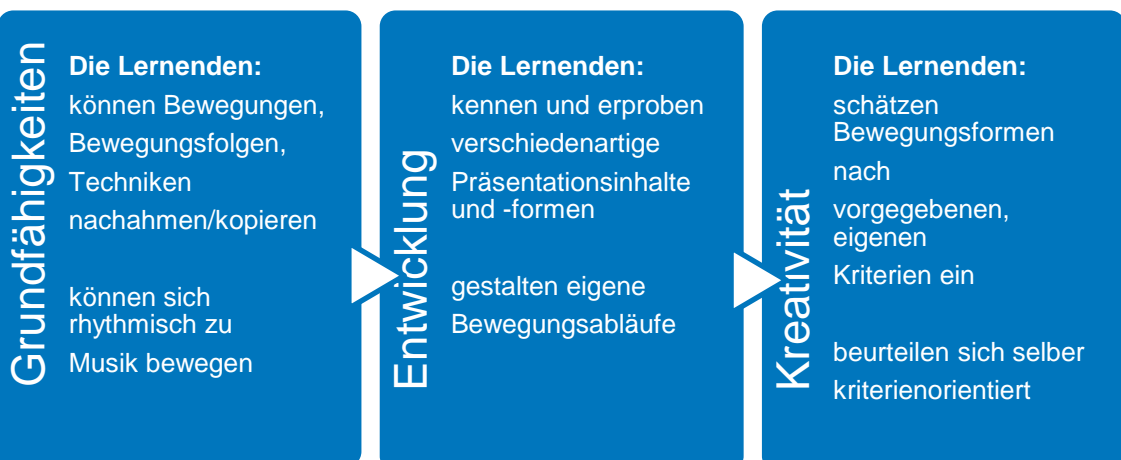 Grundfähigkeiten
Die Lernenden:
können Bewegungen,
Bewegungsfolgen,
Techniken
nachahmen/kopieren
können sich
rhythmisch zu
Musik bewegen
Entwicklung
Die Lernenden:
kennen und erproben
verschiedenartige
Präsentationsinhalte
und -formen
gestalten eigene
Bewegungsabläufe
Kreativität
Die Lernenden:
schätzen
Bewegungsformen
nach
vorgegebenen,
eigenen
Kriterien ein
beurteilen sich selber
kriterienorientiert